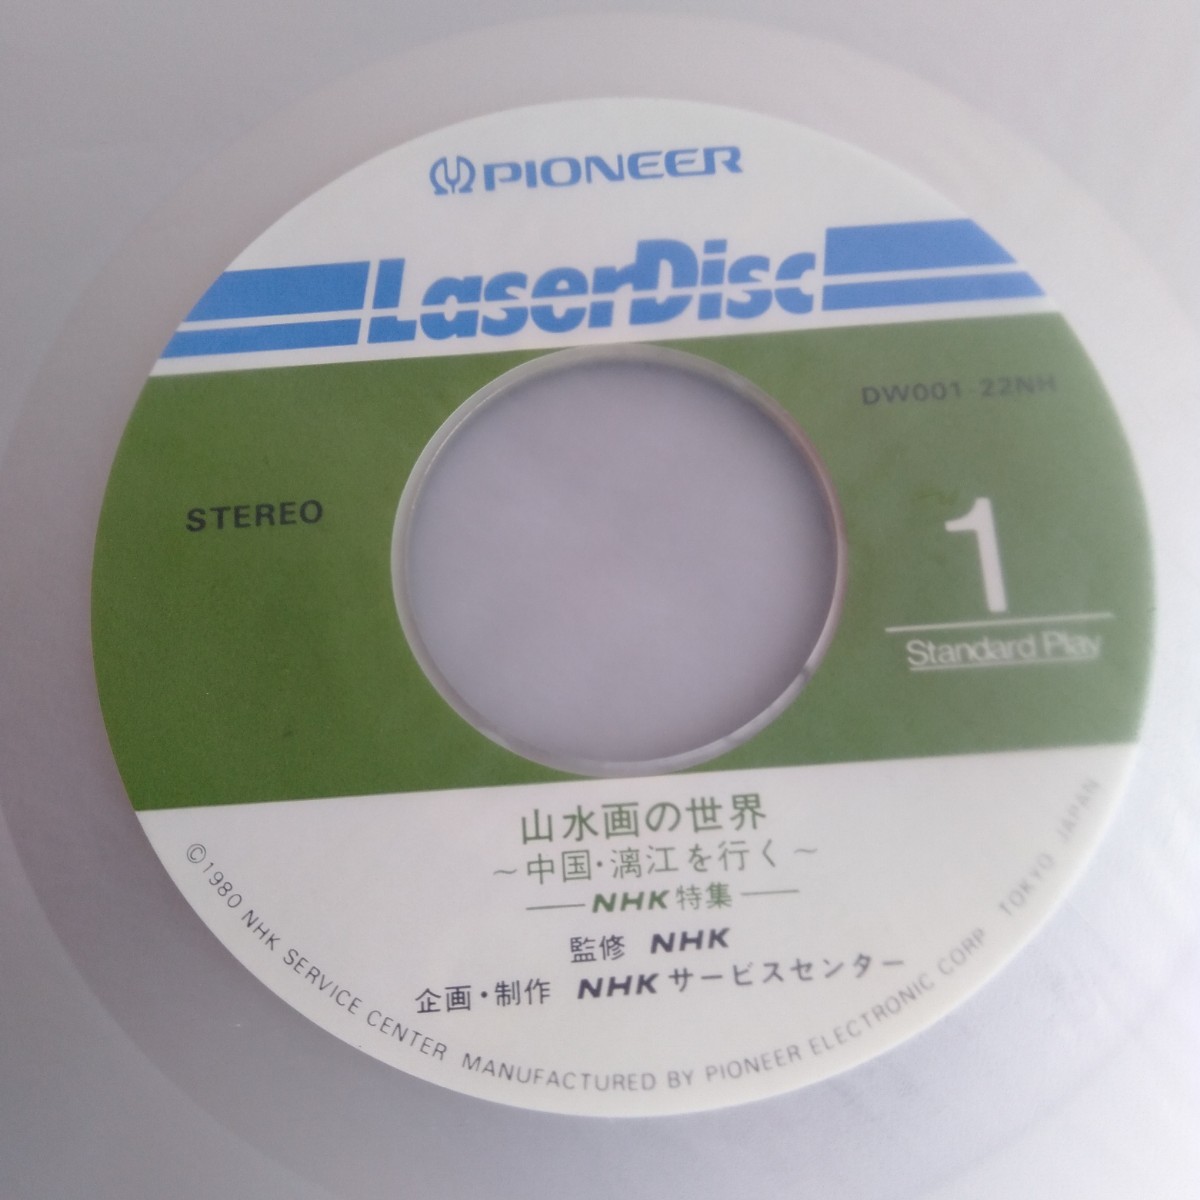 PIONEER
LaserDisc
DW001-22NH
STEREO
1
Standard Play
山水画の世界
～中国・漓江を行く～
NHK特集
監修 NHK
企画・制作 NHKサービスセンター
©1980 NHK SERVICE CENTER MANUFACTURED BY PIONEER ELECTRONIC CORP TOKYO JAPAN